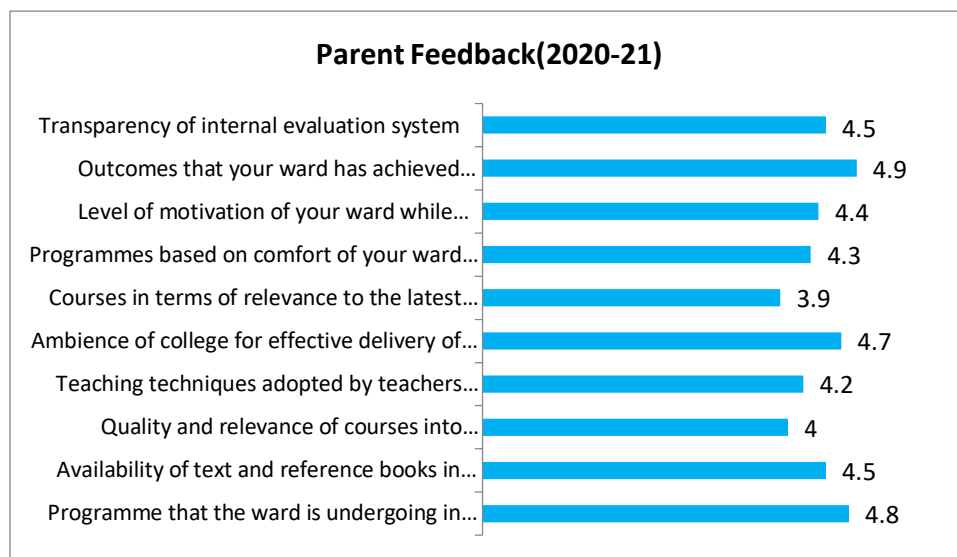 Parent Feedback(2020-21)
Transparency of internal evaluation system 4.5
Outcomes that your ward has achieved... 4.9
Level of motivation of your ward while... 4.4
Programmes based on comfort of your ward... 4.3
Courses in terms of relevance to the latest... 3.9
Ambience of college for effective delivery of... 4.7
Teaching techniques adopted by teachers... 4.2
Quality and relevance of courses into... 4
Availability of text and reference books in... 4.5
Programme that the ward is undergoing in... 4.8